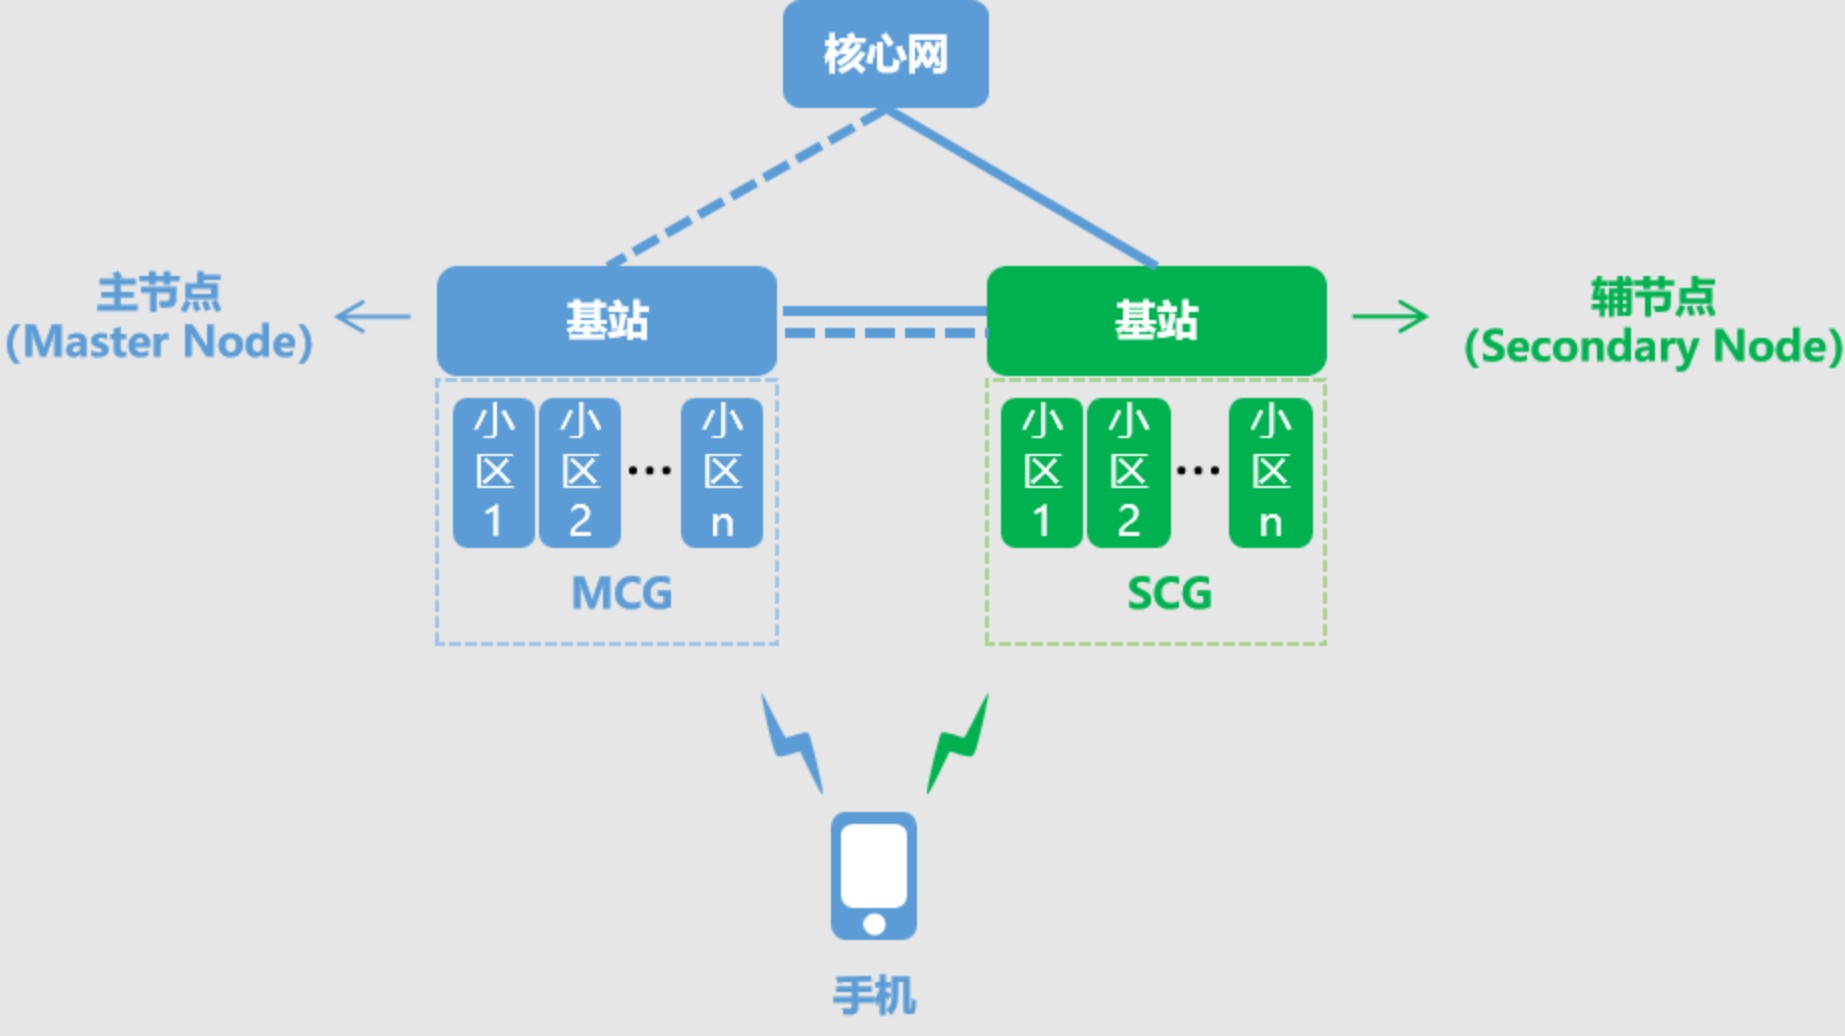 核心网
主节点
(Master Node)
基站
基站
辅节点
(Secondary Node)
小区1
小区2
···
小区n
小区1
小区2
···
小区n
MCG
SCG
手机